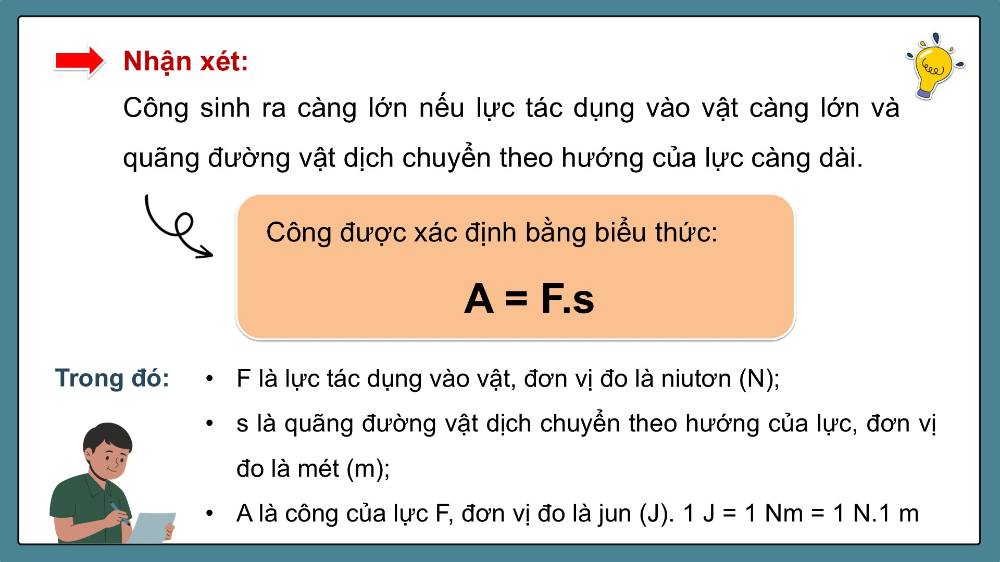 Nhận xét:
Công sinh ra càng lớn nếu lực tác dụng vào vật càng lớn và
quãng đường vật dịch chuyển theo hướng của lực càng dài.
Công được xác định bằng biểu thức:
A = F.s
Trong đó:
• F là lực tác dụng vào vật, đơn vị đo là niutơn (N);
• s là quãng đường vật dịch chuyển theo hướng của lực, đơn vị
đo là mét (m);
• A là công của lực F, đơn vị đo là jun (J). 1 J = 1 Nm = 1 N.1 m